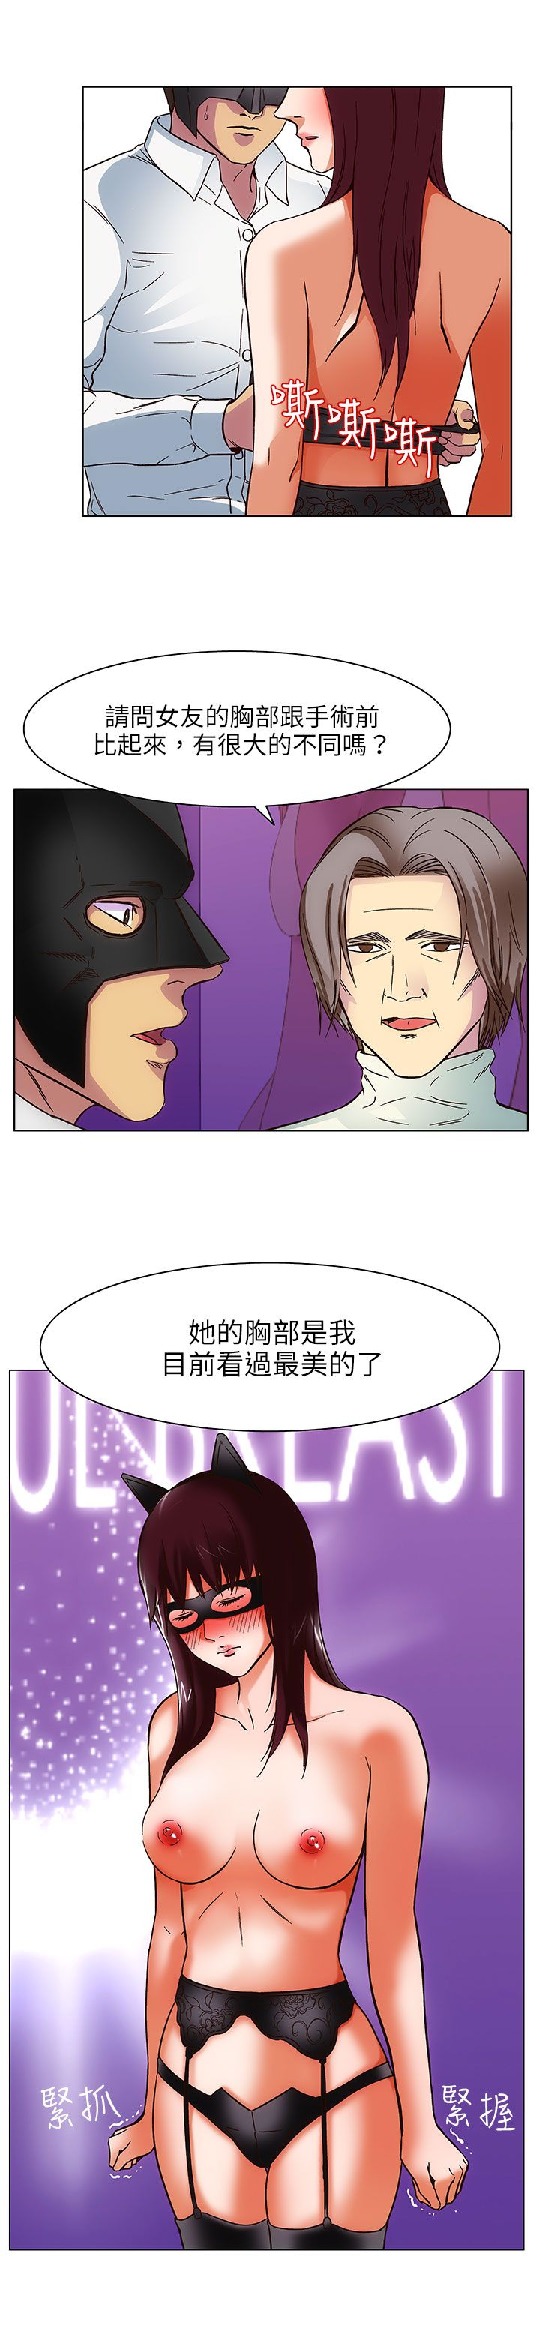 嘶嘶嘶
請問女友的胸部跟手術前
比起來，有很大的不同嗎？
她的胸部是我
目前看過最美的了
BREAST
緊抓
緊握